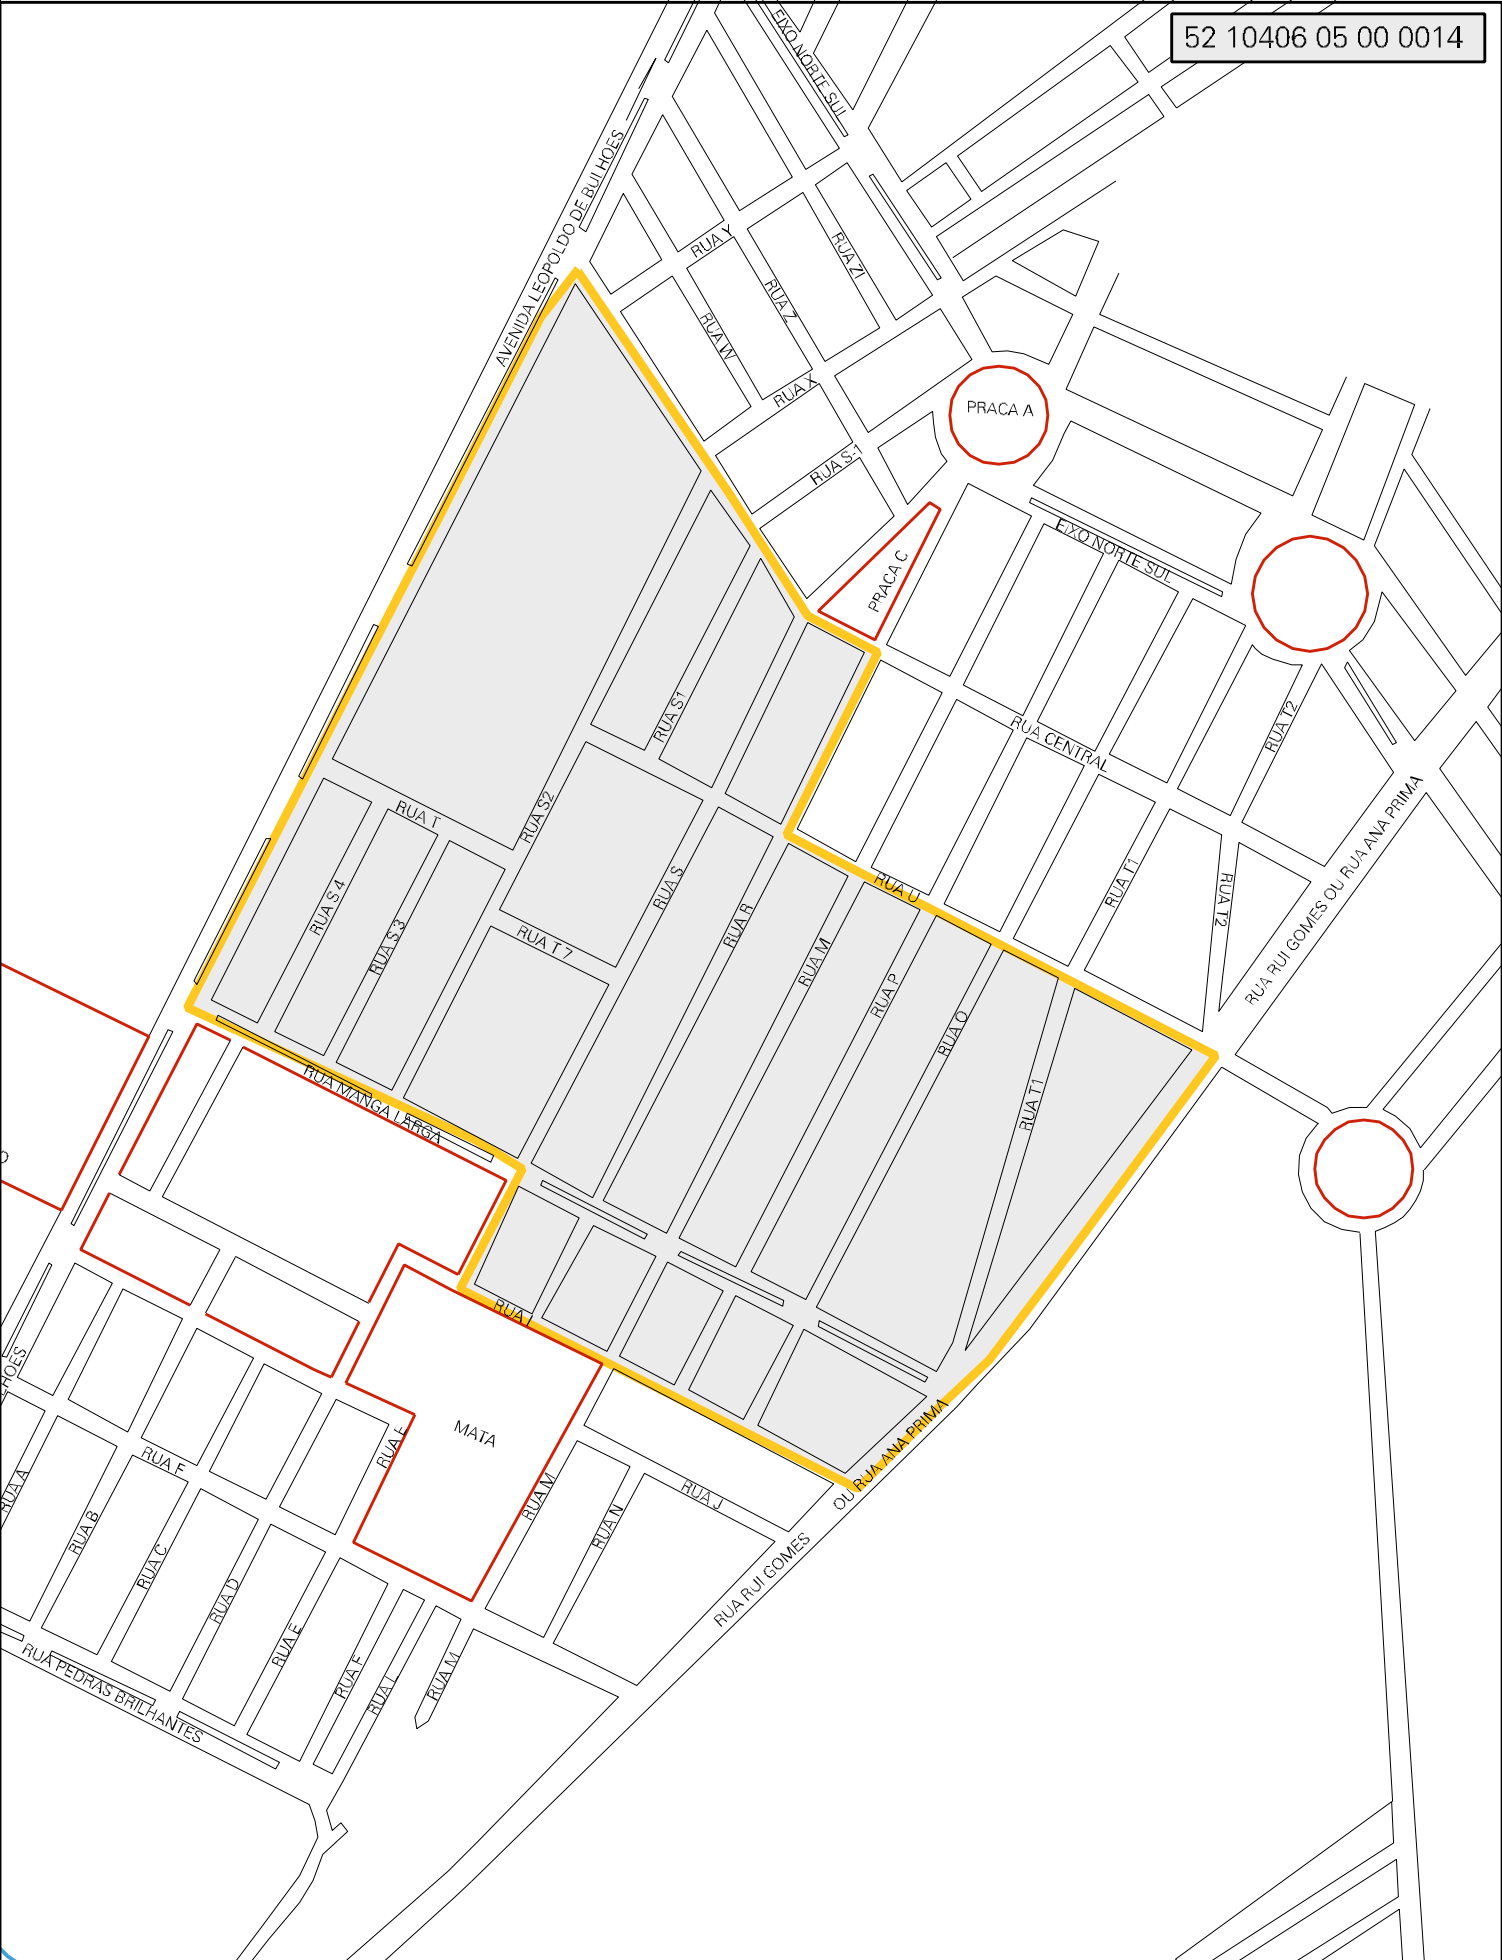 52 10406 05 00 0014
EIXO NORTE SUL
AVENIDA LEOPOLDO DE BULHOES
RUA Y
RUA Z1
RUA Z
RUA W
RUA X
PRACA A
RUA S-1
EIXO NORTE SUL
PRACA C
RUA S1
RUA T2
RUA CENTRAL
RUA T
RUA S2
RUA RUI GOMES OU RUA ANA PRIMA
RUA S
RUA U
RUA T1
RUA T2
RUA S 4
RUA S 3
RUA T 7
RUA R
RUA M
RUA P
RUA O
RUA MANGA LARGA
RUA T1
O
RUA I
LHOES
OU RUA ANA PRIMA
MATA
RUA F
RUA F
RUA A
RUA B
RUA M
RUA N
RUA J
RUA C
RUA D
RUA RUI GOMES
RUA E
RUA F
RUA L
RUA M
RUA PEDRAS BRILHANTES